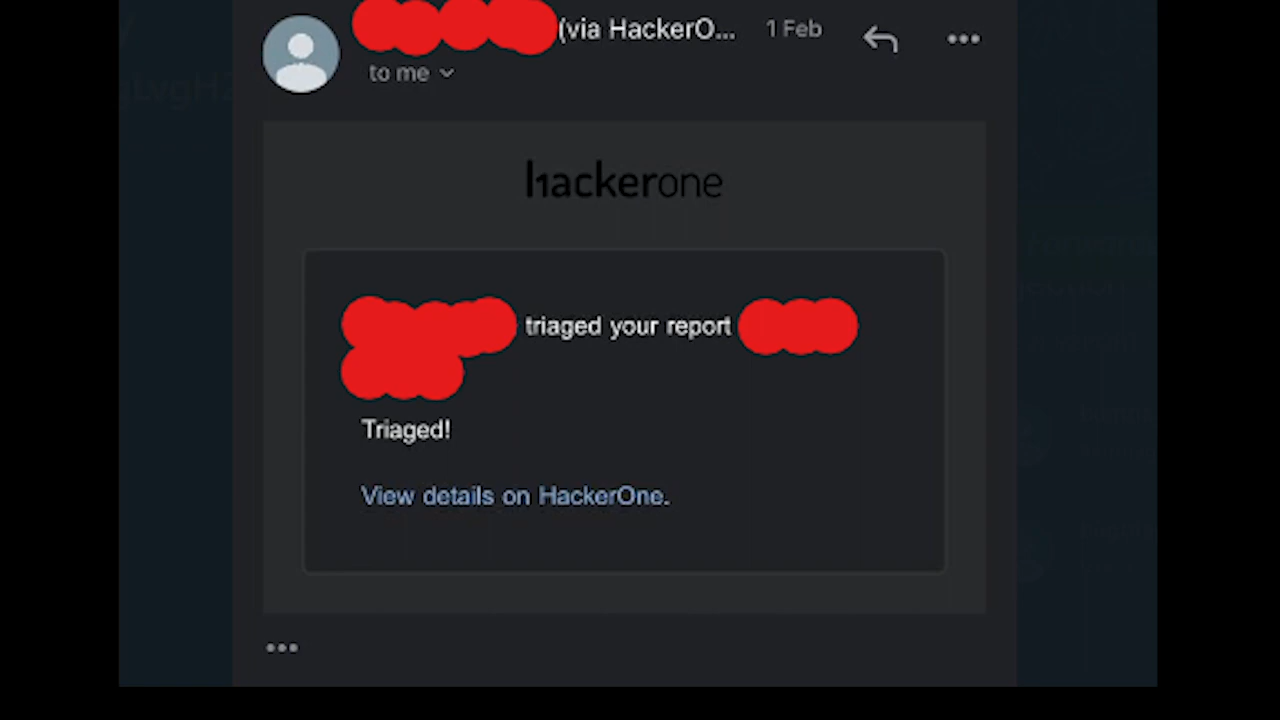 (via HackerO... 1 Feb
to me
hackerone
triaged your report
Triaged!
View details on HackerOne.